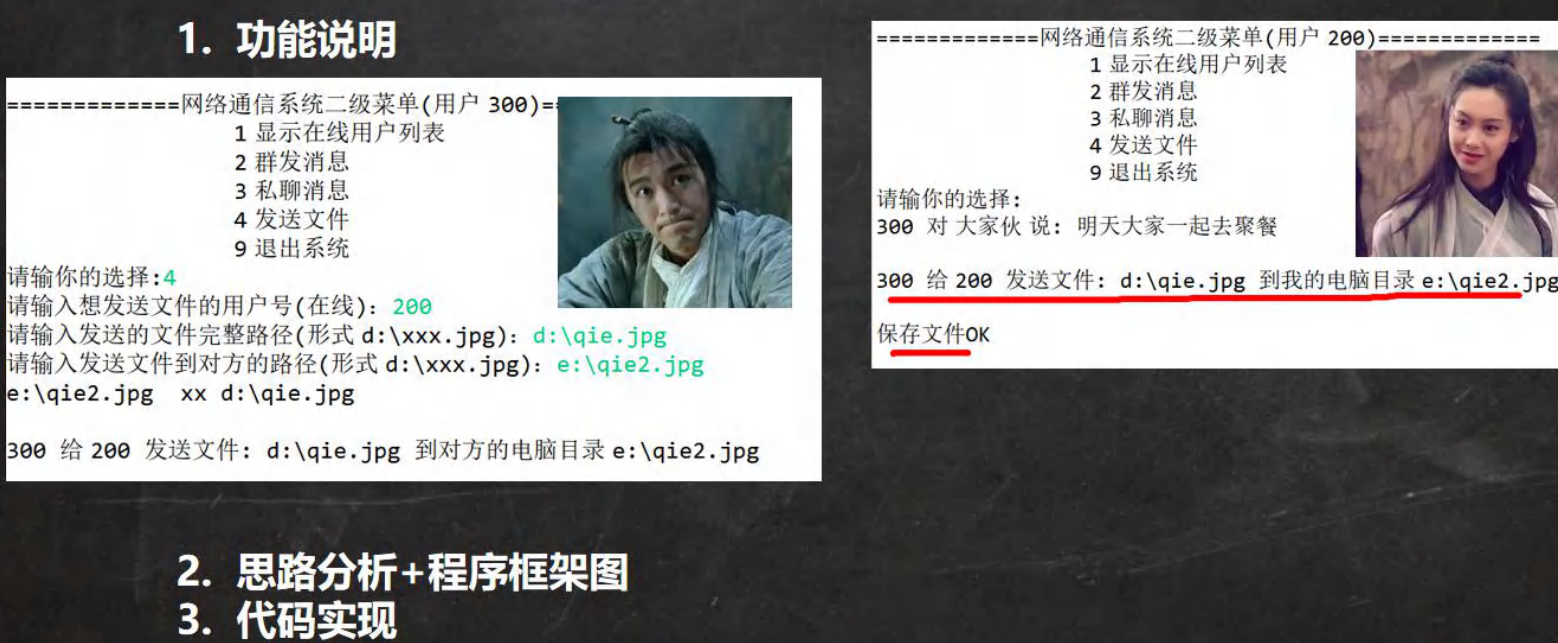 1. 功能说明
=============网络通信系统二级菜单(用户 300)==
1 显示在线用户列表
2 群发消息
3 私聊消息
4 发送文件
9 退出系统
请输你的选择:4
请输入想发送文件的用户号(在线): 200
请输入发送的文件完整路径(形式 d:\xxx.jpg): d:\qie.jpg
请输入发送文件到对方的路径(形式 d:\xxx.jpg): e:\qie2.jpg
e:\qie2.jpg  xx d:\qie.jpg
300 给 200 发送文件: d:\qie.jpg 到对方的电脑目录 e:\qie2.jpg
=============网络通信系统二级菜单(用户 200)=============
1 显示在线用户列表
2 群发消息
3 私聊消息
4 发送文件
9 退出系统
请输你的选择:
300 对 大家伙 说: 明天大家一起去聚餐
300 给 200 发送文件: d:\qie.jpg 到我的电脑目录 e:\qie2.jpg
保存文件OK
2. 思路分析+程序框架图
3. 代码实现